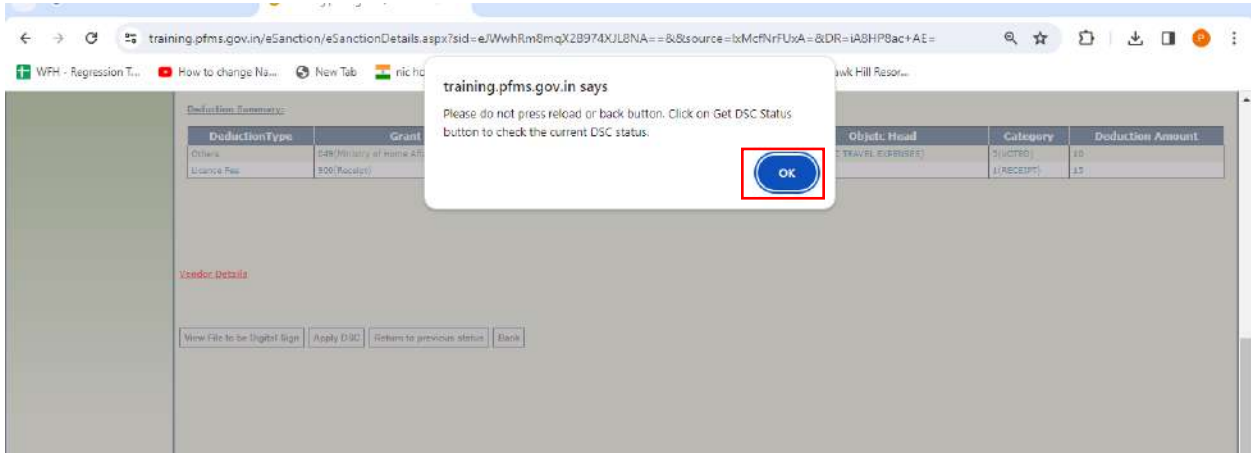 training.pfms.gov.in/eSanction/eSanctionDetails.aspx?sid=eJWwhRm8mqX2B974XJL8NA==&&source=lxMcfNrFUxA=&DR=iA8HP8ac+AE=
WFH - Regression T... How to change Na... New Tab nic awk Hill Resor...
training.pfms.gov.in says
Please do not press reload or back button. Click on Get DSC Status
button to check the current DSC status.
OK
Deduction Summary:
DeductionType Grant Objetc Head Category Deduction Amount
Others 049(Ministry of Home TRAVEL EXPENSES) (VOTED) 10
Licence Fee 900(Receipt) 1(RECEIPT) 15
Vendor Details
View File to be Digital Sign Apply DSC Return to previous status Back